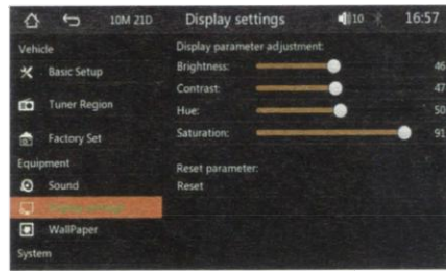 10M 21D Display settings 10 16:57
Vehicle
Basic Setup
Tuner Region
Factory Set
Equipment
Sound
WallPaper
System
Display parameter adjustment:
Brightness: 46
Contrast: 47
Hue: 50
Saturation: 91
Reset parameter:
Reset